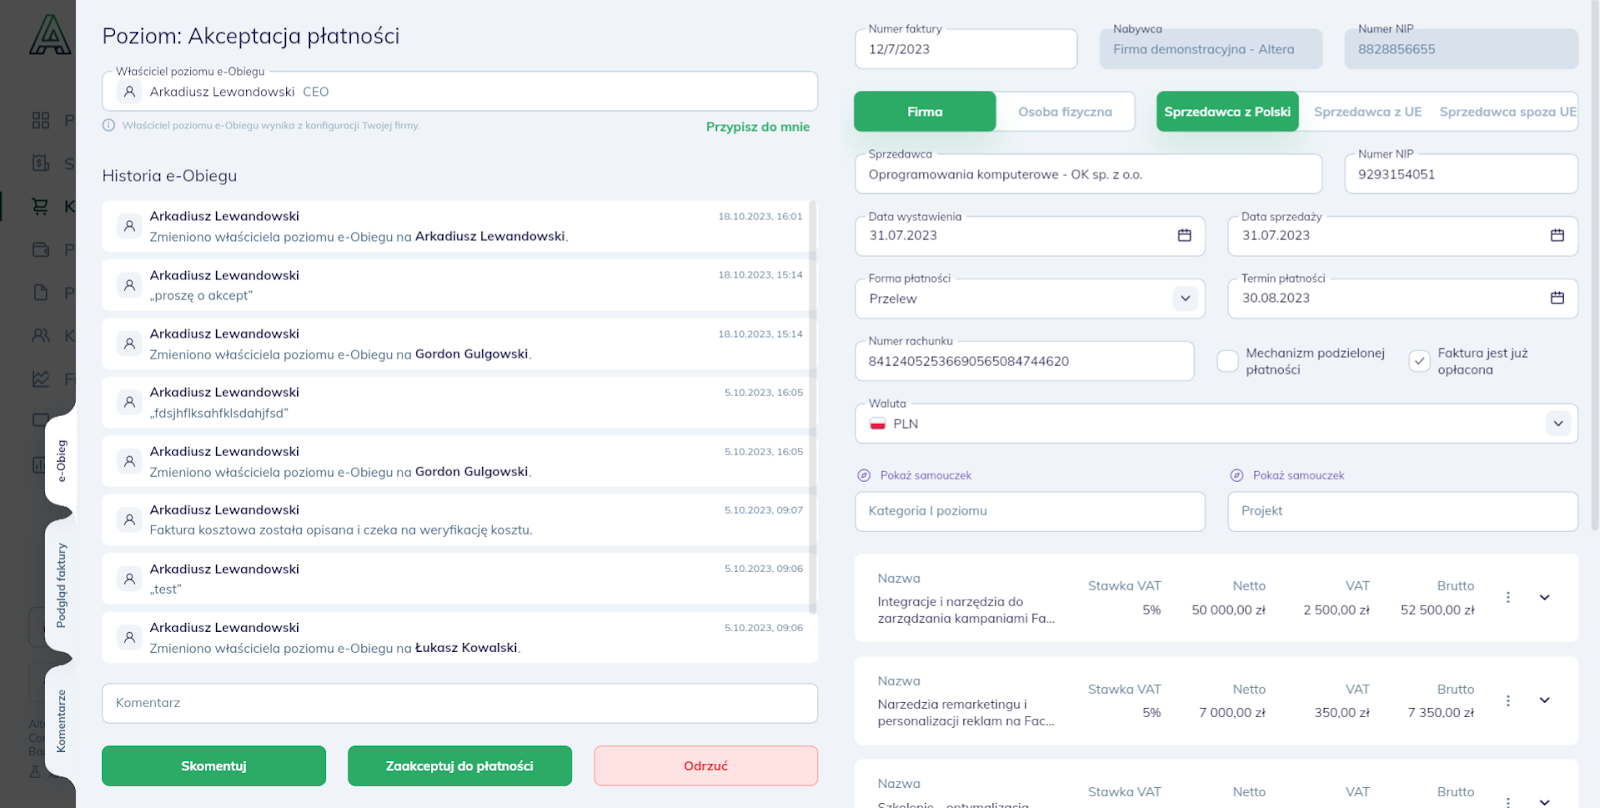 Poziom: Akceptacja płatności
Właściciel poziomu e-Obiegu
Arkadiusz Lewandowski CEO
Właściciel poziomu e-Obiegu wynika z konfiguracji Twojej firmy.
Przypisz do mnie
Historia e-Obiegu
Arkadiusz Lewandowski 18.10.2023, 16:01
Zmieniono właściciela poziomu e-Obiegu na Arkadiusz Lewandowski.
Arkadiusz Lewandowski 18.10.2023, 15:14
„proszę o akcept”
Arkadiusz Lewandowski 18.10.2023, 15:14
Zmieniono właściciela poziomu e-Obiegu na Gordon Gulgowski.
Arkadiusz Lewandowski 5.10.2023, 16:05
„fdsjhflksahfklsdahjfsd”
Arkadiusz Lewandowski 5.10.2023, 16:05
Zmieniono właściciela poziomu e-Obiegu na Gordon Gulgowski.
Arkadiusz Lewandowski 5.10.2023, 09:07
Faktura kosztowa została opisana i czeka na weryfikację kosztu.
Arkadiusz Lewandowski 5.10.2023, 09:06
„test”
Arkadiusz Lewandowski 5.10.2023, 09:06
Zmieniono właściciela poziomu e-Obiegu na Łukasz Kowalski.
Komentarz
Skomentuj Zaakceptuj do płatności Odrzuć
e-Obieg
Podgląd faktury
Komentarze
Numer faktury
12/7/2023
Nabywca
Firma demonstracyjna - Altera
Numer NIP
8828856655
Firma Osoba fizyczna Sprzedawca z Polski Sprzedawca z UE Sprzedawca spoza UE
Sprzedawca
Oprogramowania komputerowe - OK sp. z o.o.
Numer NIP
9293154051
Data wystawienia
31.07.2023
Data sprzedaży
31.07.2023
Forma płatności
Przelew
Termin płatności
30.08.2023
Numer rachunku
84124052536690565084744620
Mechanizm podzielonej
płatności
Faktura jest już
opłacona
Waluta
PLN
Pokaż samouczek Pokaż samouczek
Kategoria I poziomu Projekt
Nazwa Stawka VAT Netto VAT Brutto
Integracje i narzędzia do
zarządzania kampaniami Fa...
5% 50 000,00 zł 2 500,00 zł 52 500,00 zł
Nazwa Stawka VAT Netto VAT Brutto
Narzedzia remarketingu i
personalizacji reklam na Fac...
5% 7 000,00 zł 350,00 zł 7 350,00 zł
Nazwa Stawka VAT Netto VAT Brutto
Szkolenie - optymalizacja